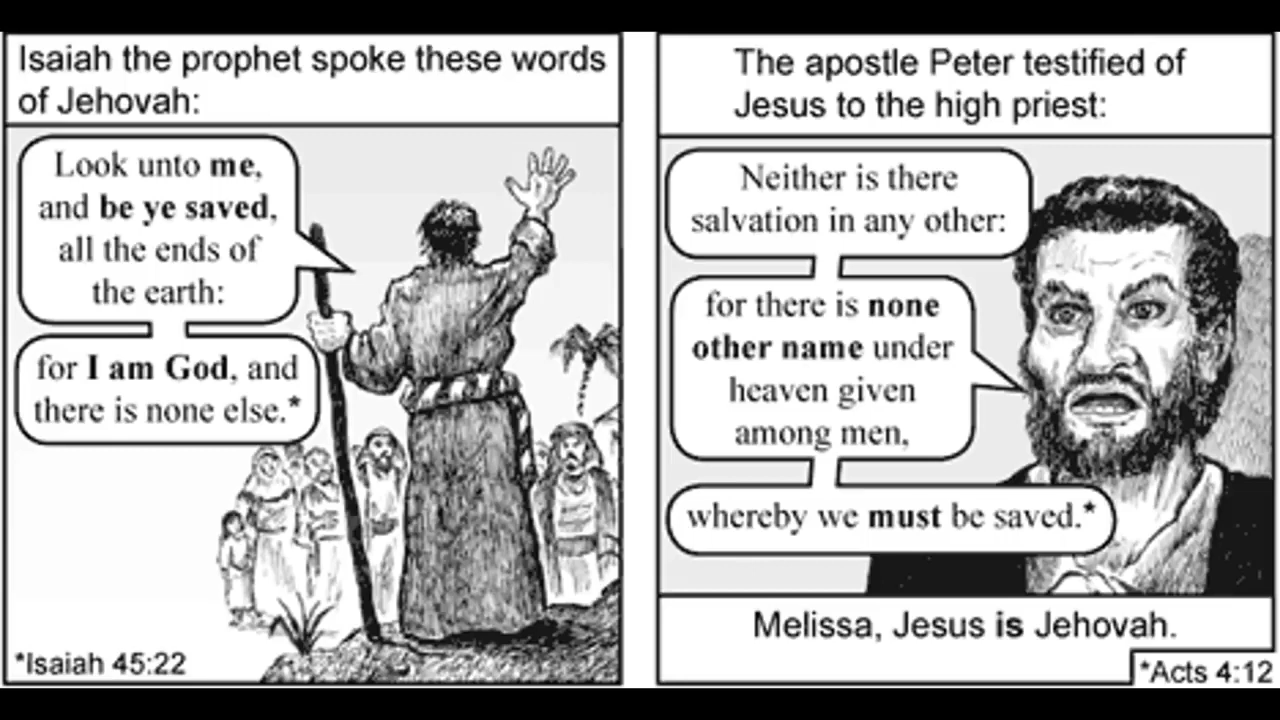 Isaiah the prophet spoke these words
of Jehovah:
Look unto me,
and be ye saved,
all the ends of
the earth:
for I am God, and
there is none else.*
*Isaiah 45:22
The apostle Peter testified of
Jesus to the high priest:
Neither is there
salvation in any other:
for there is none
other name under
heaven given
among men,
whereby we must be saved.*
Melissa, Jesus is Jehovah.
*Acts 4:12